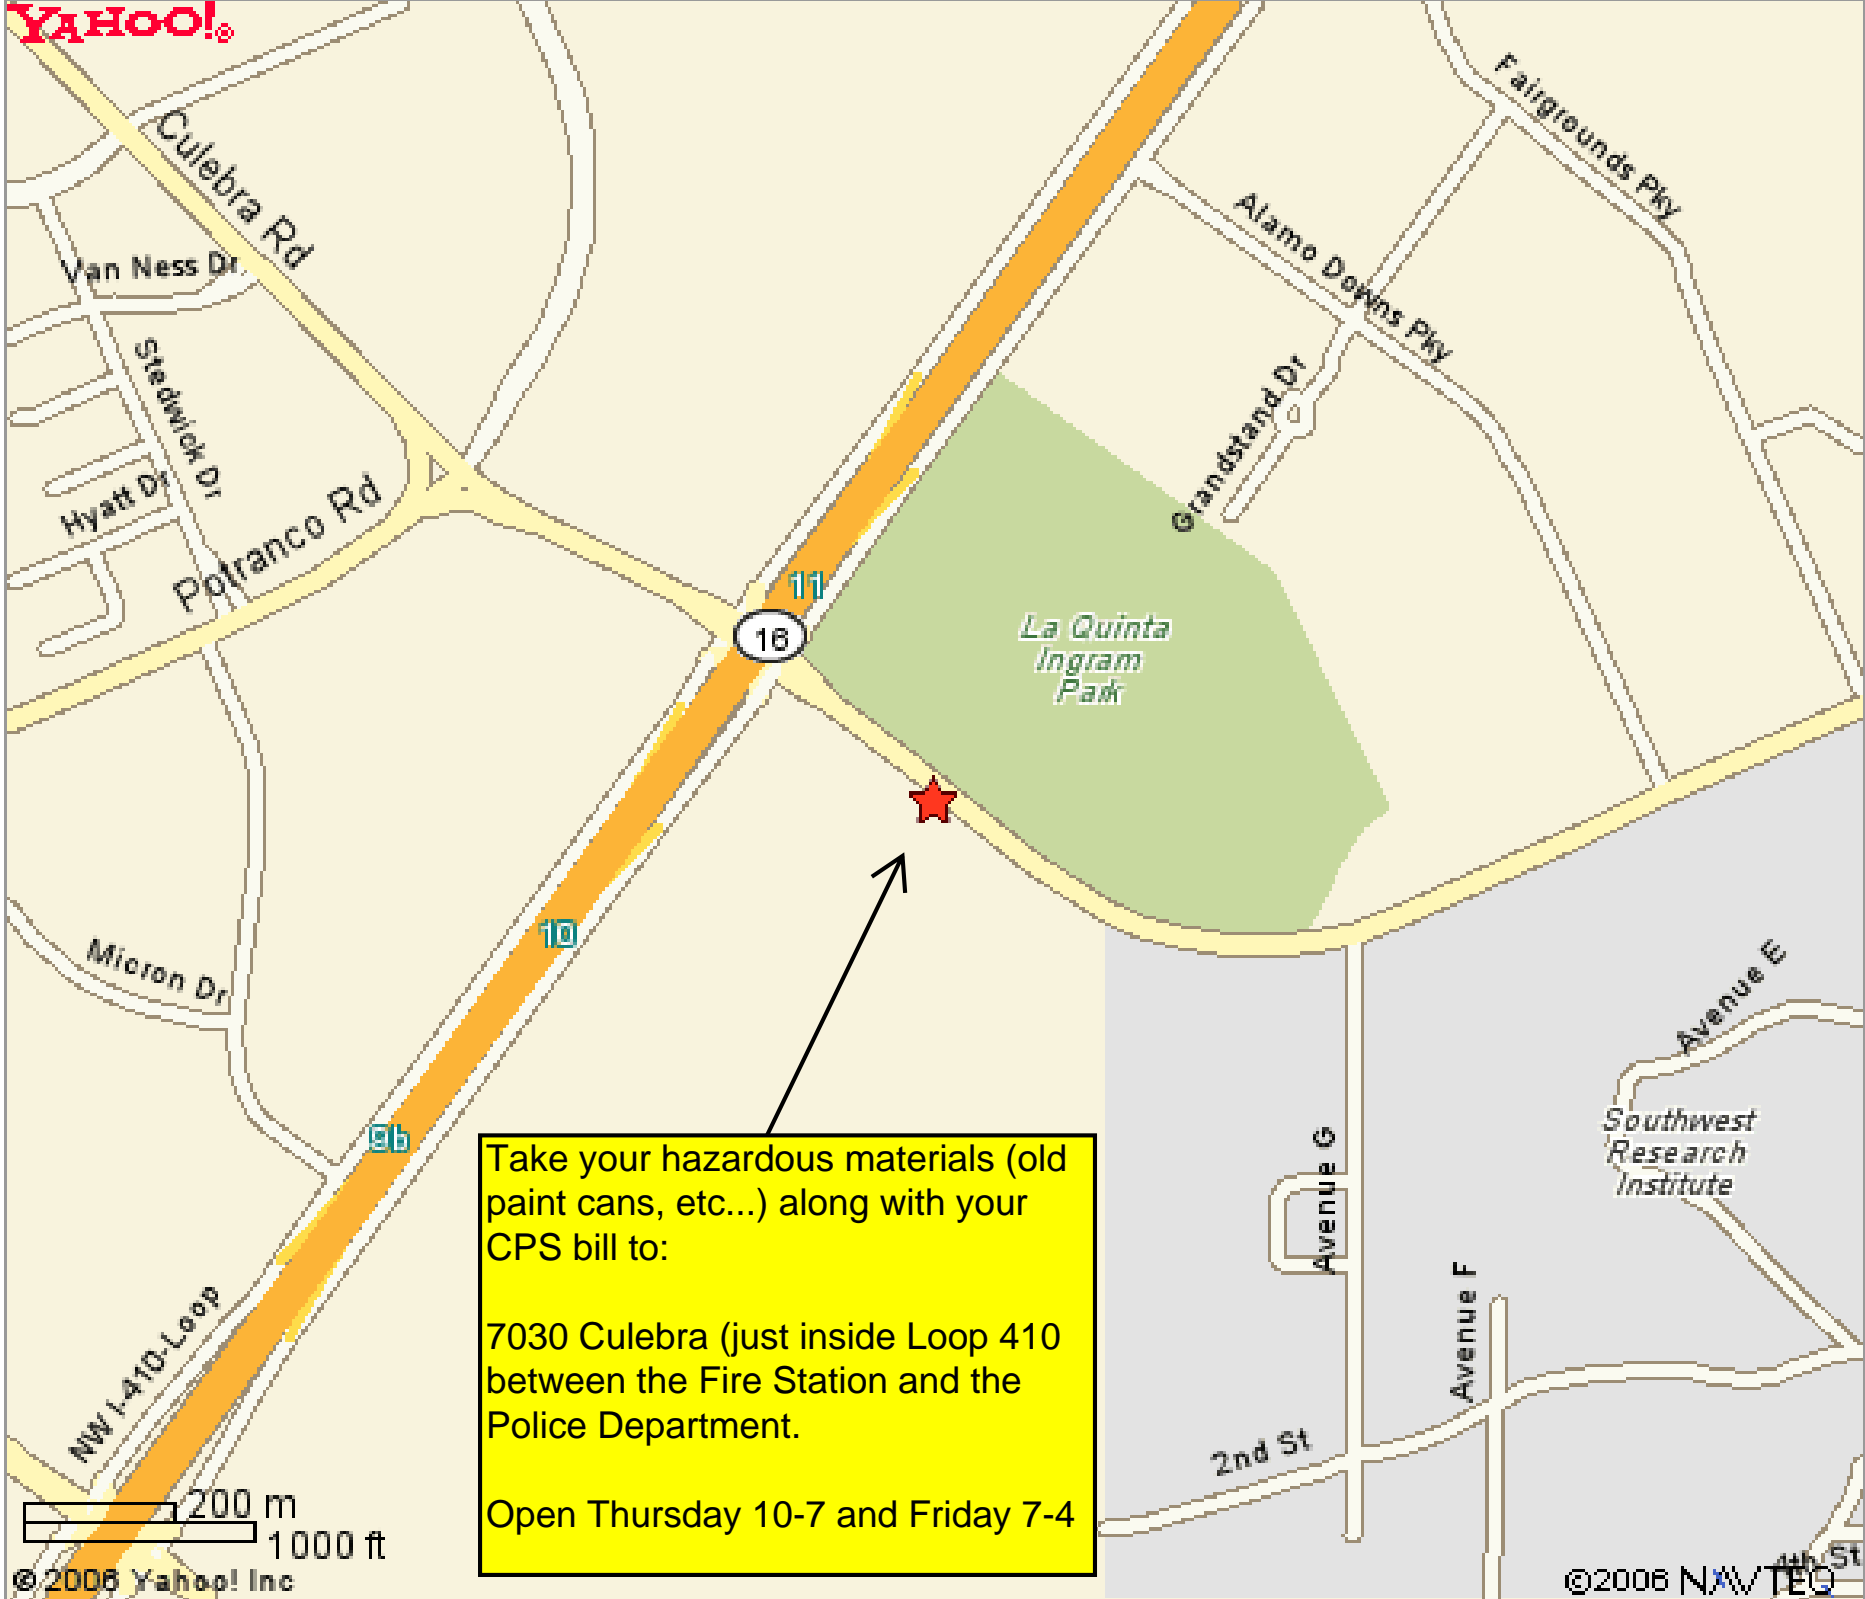 YAHOO!®
Fairgrounds Pky
Culebra Rd
Alamo Downs Pky
Van Ness Dr
Stedwick Dr
Grandstand Dr
Hyatt Dr
Potranco Rd
11
16
La Quinta
Ingram
Park
10
Micron Dr
Avenue E
9b
Southwest
Research
Institute
Avenue G
Take your hazardous materials (old
paint cans, etc...) along with your
CPS bill to:
7030 Culebra (just inside Loop 410
between the Fire Station and the
Police Department.
Open Thursday 10-7 and Friday 7-4
Avenue F
NW I-410-Loop
2nd St
200 m
1000 ft
4th St
©2006 Yahoo! Inc
©2006 NAVTEQ